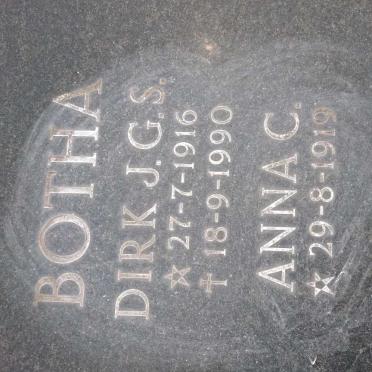 BOTHA
DIRK J.G.S.
☆ 27-7-1916
✝ 18-9-1990
ANNA C.
☆ 29-8-1919